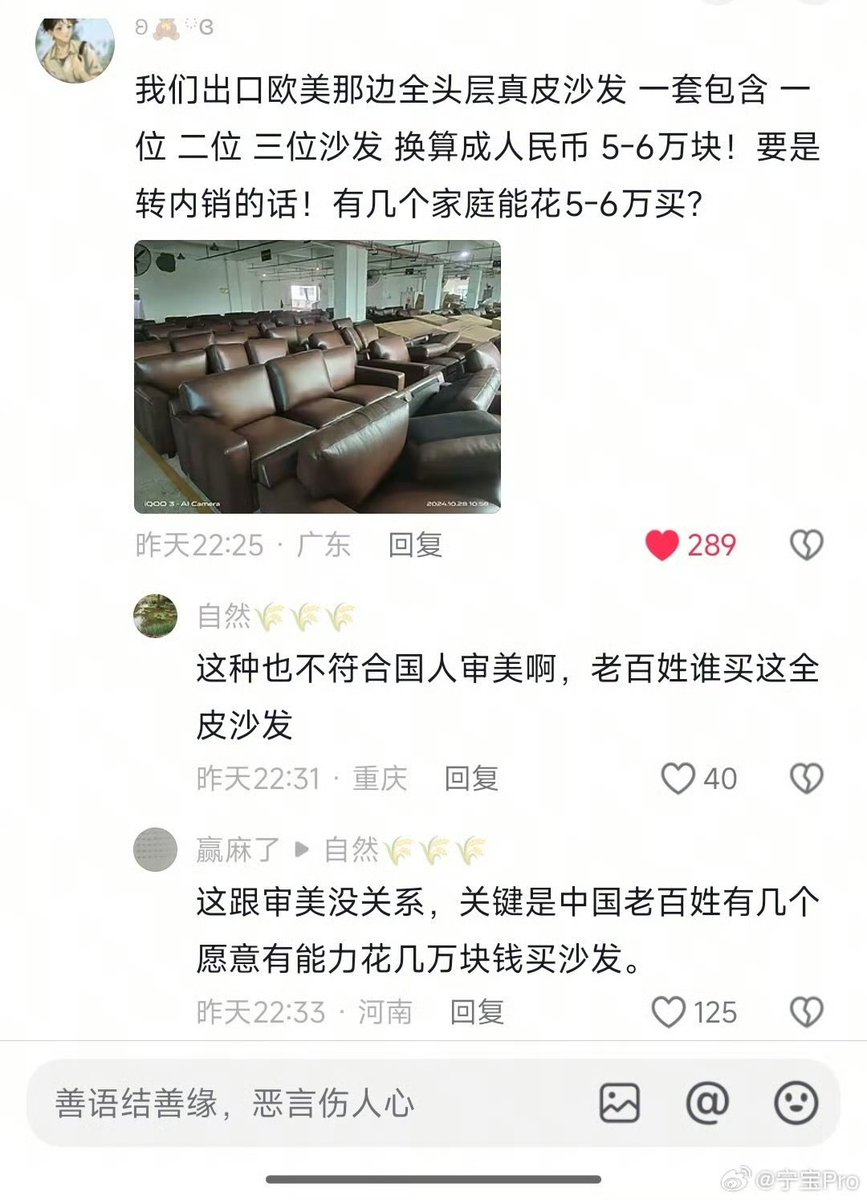 我们出口欧美那边全头层真皮沙发 一套包含 一
位 二位 三位沙发 换算成人民币 5-6万块！要是
转内销的话！有几个家庭能花5-6万买？
iQOO 3 · AI Camera
2024.10.28 10:58
昨天22:25 · 广东 回复 289
自然🌾🌾🌾
这种也不符合国人审美啊，老百姓谁买这全
皮沙发
昨天22:31 · 重庆 回复 40
赢麻了 ▶ 自然🌾🌾🌾
这跟审美没关系，关键是中国老百姓有几个
愿意有能力花几万块钱买沙发。
昨天22:33 · 河南 回复 125
善语结善缘，恶言伤人心
@宁宝Pro